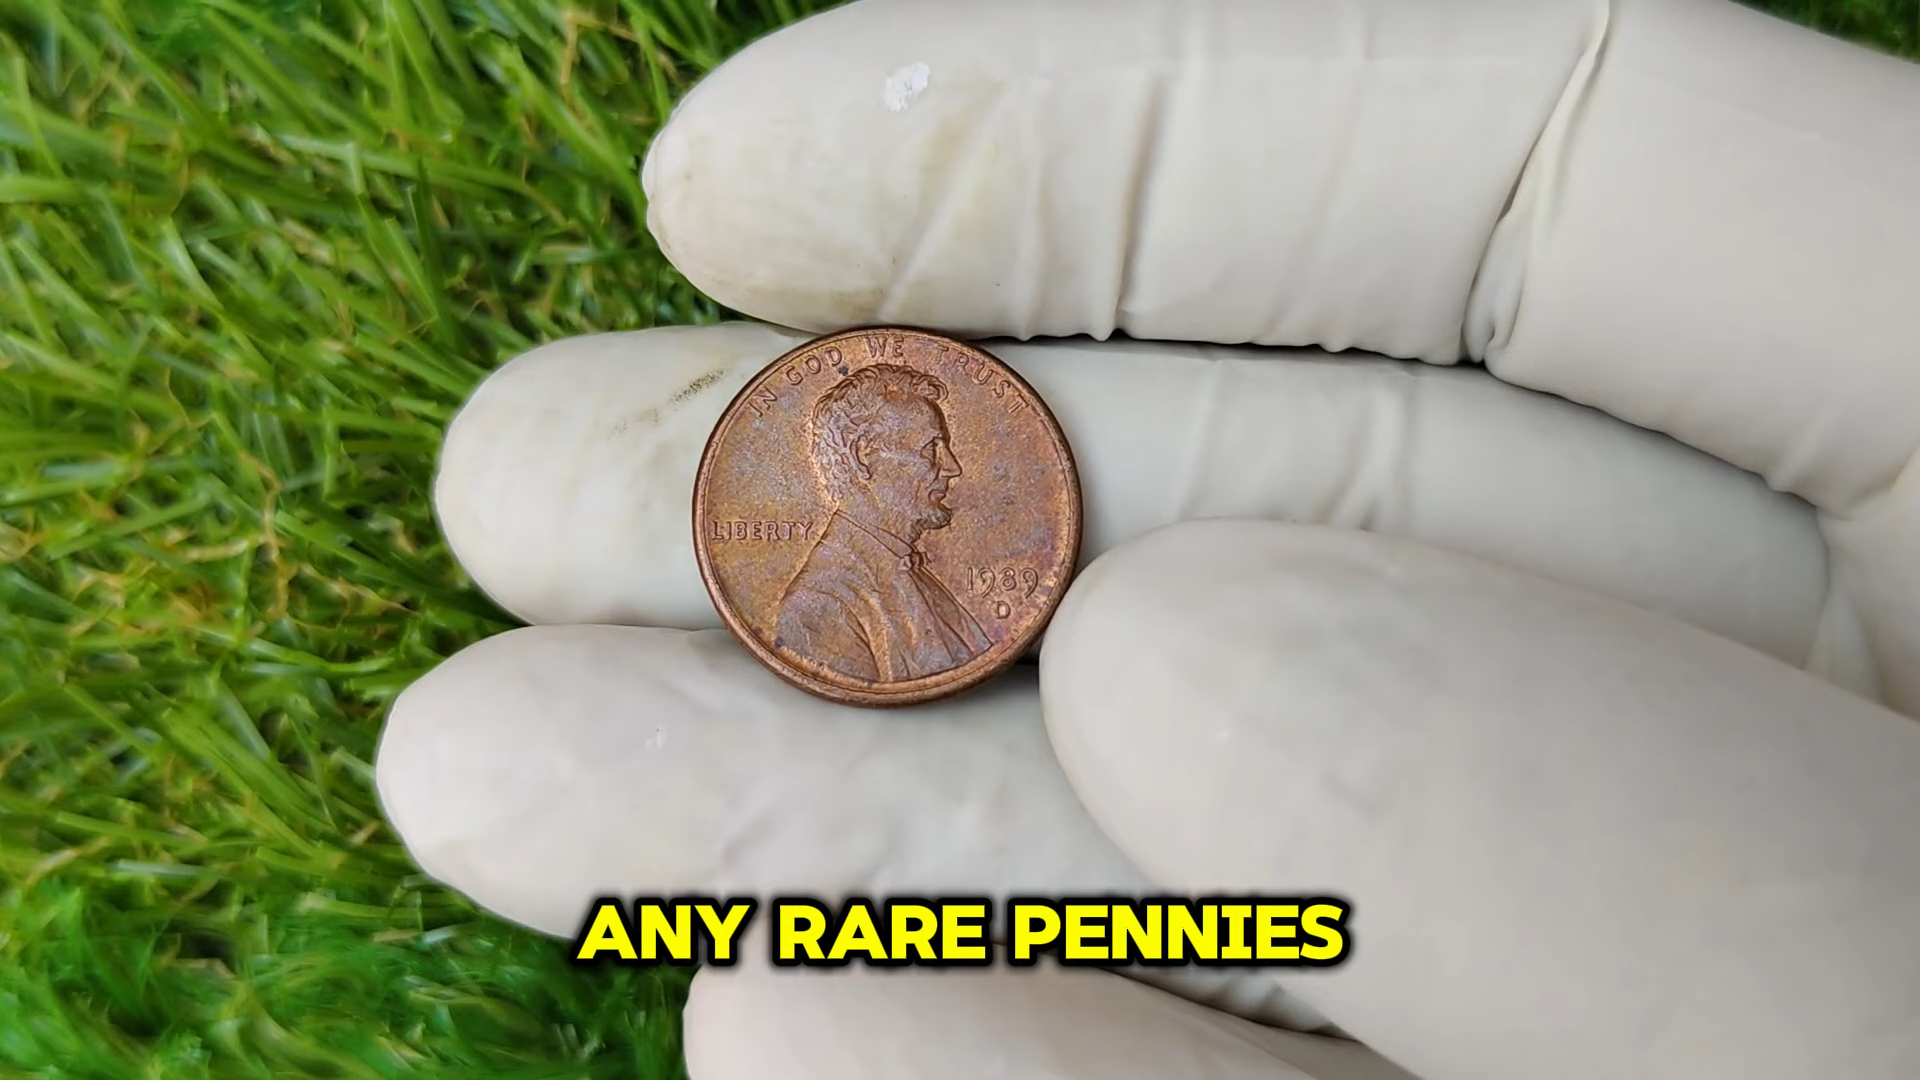 IN GOD WE TRUST
LIBERTY
1989
D
ANY RARE PENNIES